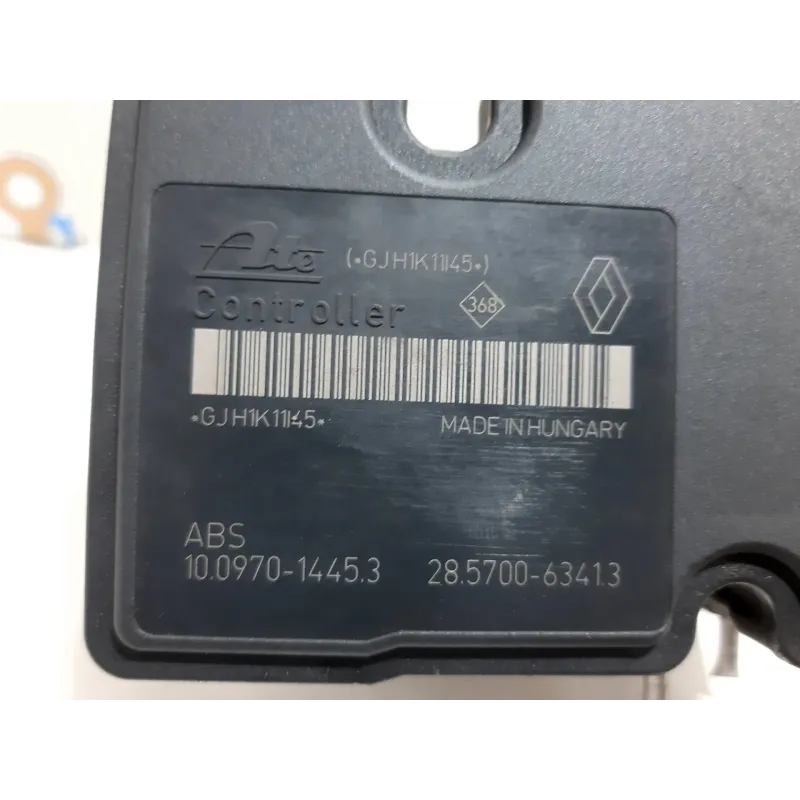 Ate (*GJH1K11I45*)
Controller 368
*GJH1K11I45*
MADE IN HUNGARY
ABS
10.0970-1445.3 28.5700-6341.3